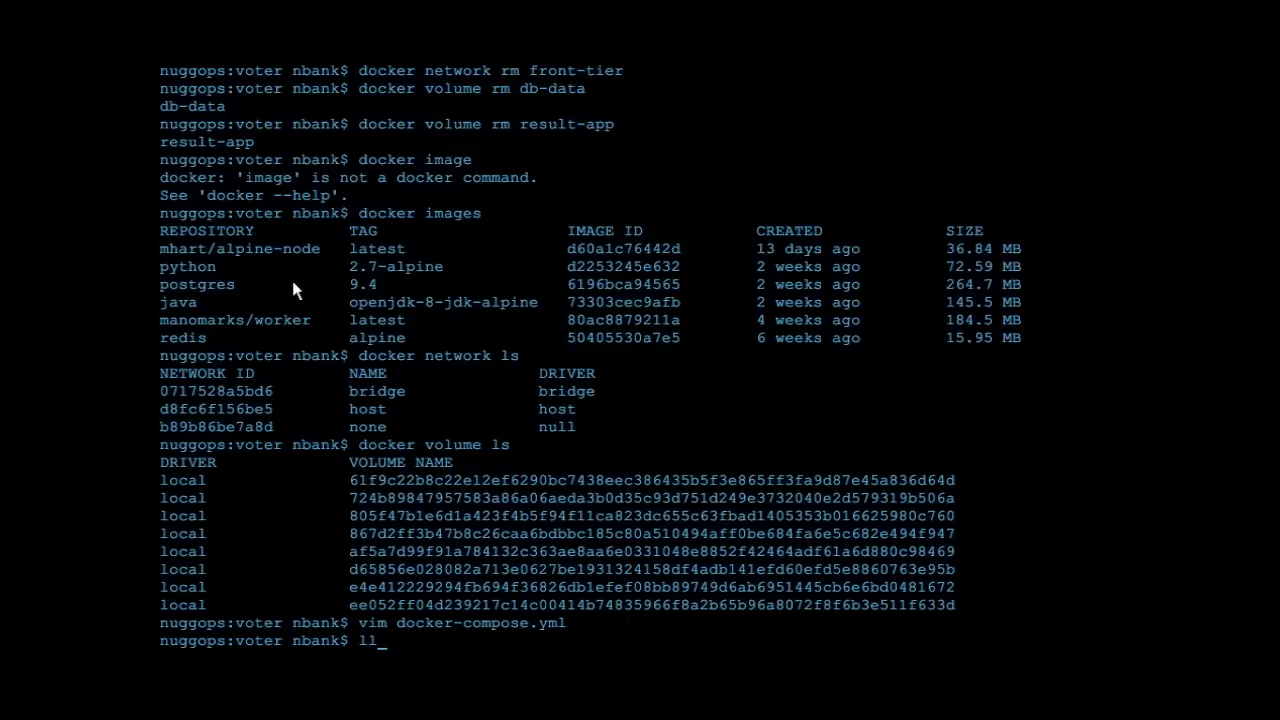 nuggops:voter nbank$ docker network rm front-tier
nuggops:voter nbank$ docker volume rm db-data
db-data
nuggops:voter nbank$ docker volume rm result-app
result-app
nuggops:voter nbank$ docker image
docker: 'image' is not a docker command.
See 'docker --help'.
nuggops:voter nbank$ docker images
REPOSITORY TAG IMAGE ID CREATED SIZE
mhart/alpine-node latest d60a1c76442d 13 days ago 36.84 MB
python 2.7-alpine d2253245e632 2 weeks ago 72.59 MB
postgres 9.4 6196bca94565 2 weeks ago 264.7 MB
java openjdk-8-jdk-alpine 73303cec9afb 2 weeks ago 145.5 MB
manomarks/worker latest 80ac8879211a 4 weeks ago 184.5 MB
redis alpine 50405530a7e5 6 weeks ago 15.95 MB
nuggops:voter nbank$ docker network ls
NETWORK ID NAME DRIVER
0717528a5bd6 bridge bridge
d8fc6f156be5 host host
b89b86be7a8d none null
nuggops:voter nbank$ docker volume ls
DRIVER VOLUME NAME
local 61f9c22b8c22e12ef6290bc7438eec386435b5f3e865ff3fa9d87e45a836d64d
local 724b89847957583a86a06aeda3b0d35c93d751d249e3732040e2d579319b506a
local 805f47b1e6d1a423f4b5f94f11ca823dc655c63fbad1405353b016625980c760
local 867d2ff3b47b8c26caa6bdbbc185c80a510494aff0be684fa6e5c682e494f947
local af5a7d99f91a784132c363ae8aa6e0331048e8852f42464adf61a6d880c98469
local d65856e028082a713e0627be1931324158df4adb141efd60efd5e8860763e95b
local e4e412229294fb694f36826db1efef08bb89749d6ab6951445cb6e6bd0481672
local ee052ff04d239217c14c00414b74835966f8a2b65b96a8072f8f6b3e511f633d
nuggops:voter nbank$ vim docker-compose.yml
nuggops:voter nbank$ ll_